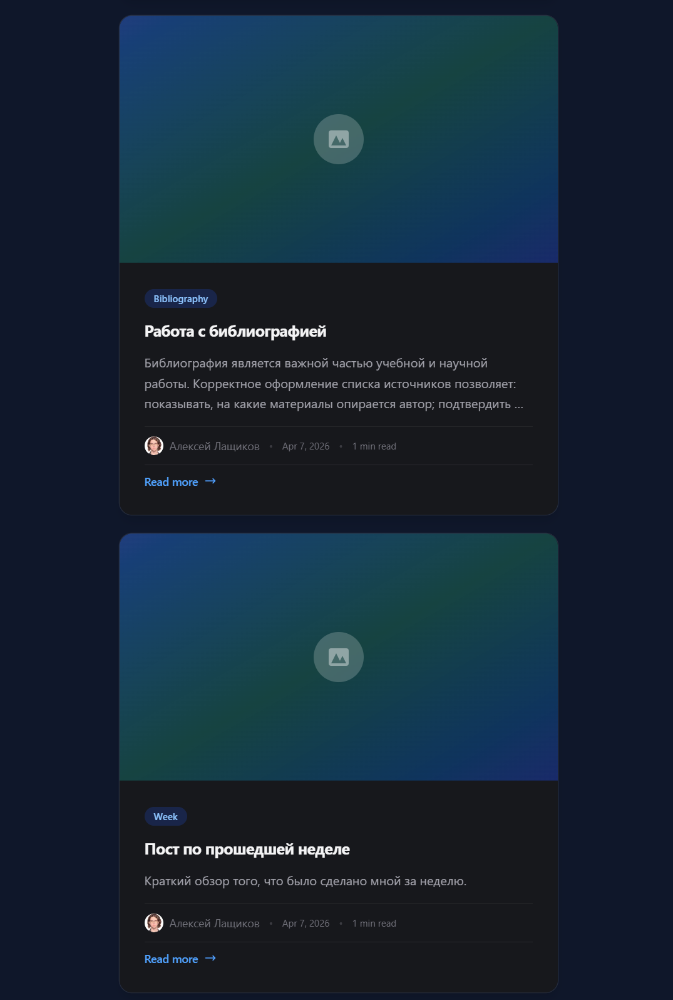 Bibliography
Работа с библиографией
Библиография является важной частью учебной и научной
работы. Корректное оформление списка источников позволяет:
показывать, на какие материалы опирается автор; подтвердить ...
Алексей Лащиков • Apr 7, 2026 • 1 min read
Read more →
Week
Пост по прошедшей неделе
Краткий обзор того, что было сделано мной за неделю.
Алексей Лащиков • Apr 7, 2026 • 1 min read
Read more →